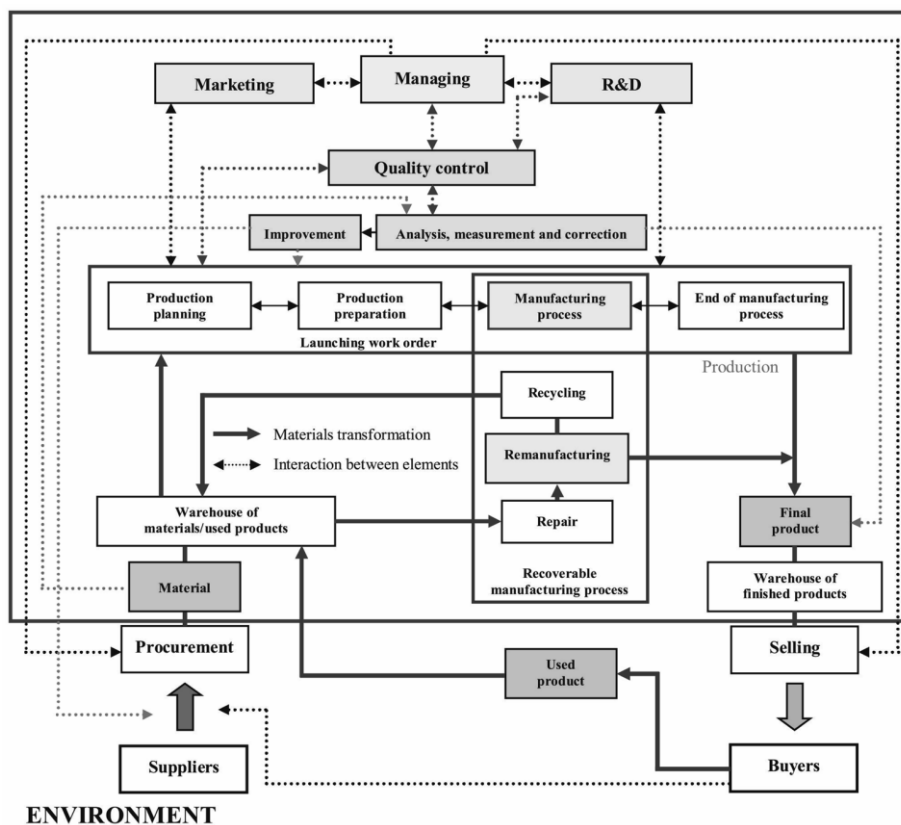 Marketing
Managing
R&D
Quality control
Improvement
Analysis, measurement and correction
Production
planning
Production
preparation
Manufacturing
process
End of manufacturing
process
Launching work order
Production
Recycling
Materials transformation
Remanufacturing
Interaction between elements
Warehouse of
materials/used products
Repair
Final
product
Recoverable
manufacturing process
Material
Warehouse of
finished products
Procurement
Selling
Used
product
Suppliers
Buyers
ENVIRONMENT